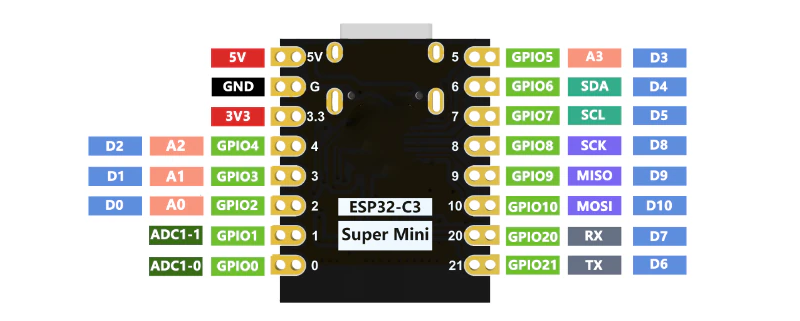 5V 5V 5 GPIO5 A3 D3
GND G 6 GPIO6 SDA D4
3V3 3.3 7 GPIO7 SCL D5
D2 A2 GPIO4 4 8 GPIO8 SCK D8
D1 A1 GPIO3 3 9 GPIO9 MISO D9
D0 A0 GPIO2 2 ESP32-C3 10 GPIO10 MOSI D10
ADC1-1 GPIO1 1 Super Mini 20 GPIO20 RX D7
ADC1-0 GPIO0 0 21 GPIO21 TX D6